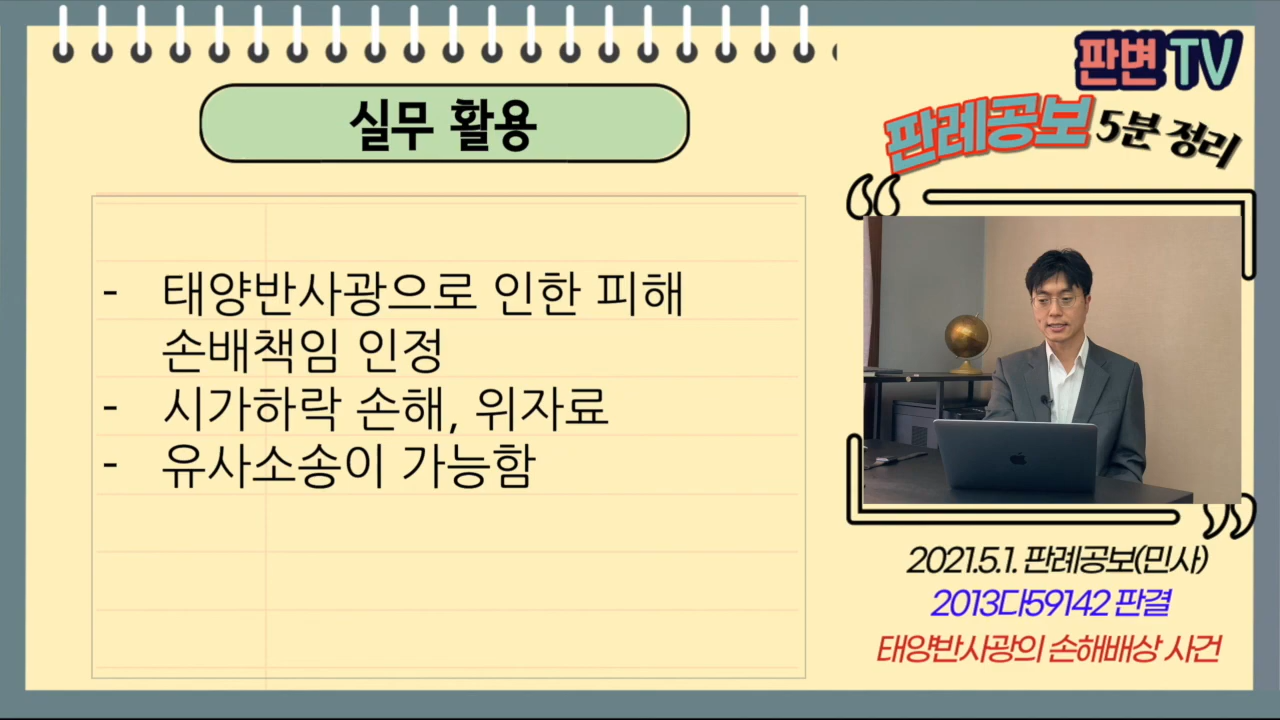 판변 TV
판례공보 5분 정리
실무 활용
- 태양반사광으로 인한 피해
손배책임 인정
- 시가하락 손해, 위자료
- 유사소송이 가능함
2021.5.1. 판례공보(민사)
2013다59142 판결
태양반사광의 손해배상 사건